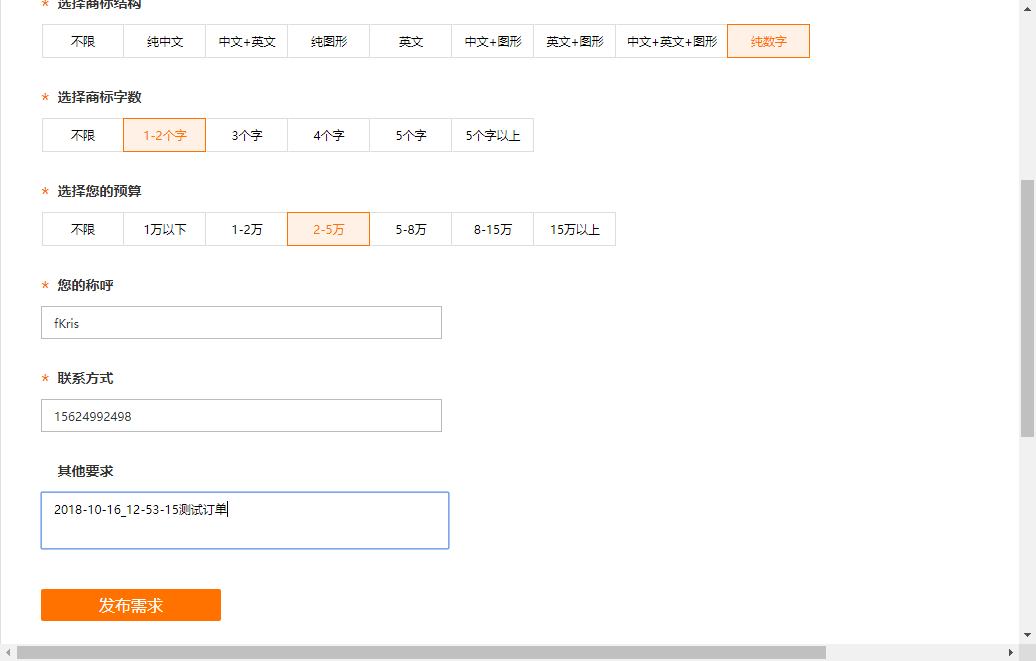 * 选择商标结构
不限 纯中文 中文+英文 纯图形 英文 中文+图形 英文+图形 中文+英文+图形 纯数字
* 选择商标字数
不限 1-2个字 3个字 4个字 5个字 5个字以上
* 选择您的预算
不限 1万以下 1-2万 2-5万 5-8万 8-15万 15万以上
* 您的称呼
fKris
* 联系方式
15624992498
其他要求
2018-10-16_12-53-15测试订单
发布需求